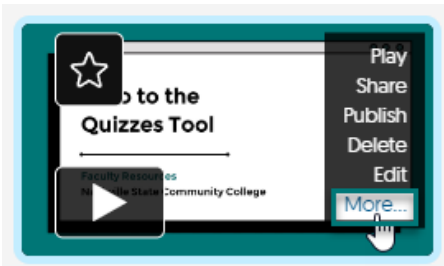 to the
Quizzes Tool
Faculty Resources
State Community College
Play
Share
Publish
Delete
Edit
More...